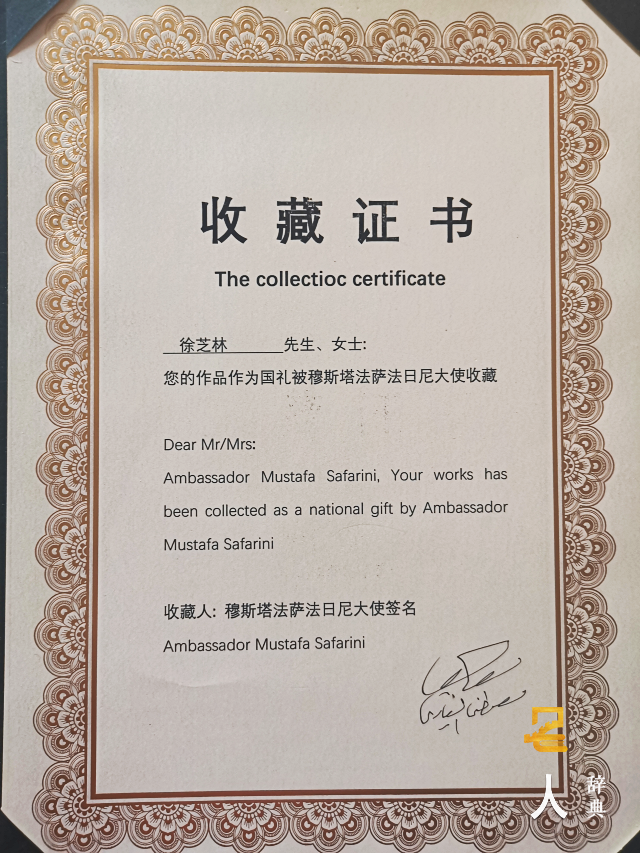 收藏证书
The collectioc certificate
徐芝林 先生、女士:
您的作品作为国礼被穆斯塔法萨法日尼大使收藏
Dear Mr/Mrs:
Ambassador Mustafa Safarini, Your works has
been collected as a national gift by Ambassador
Mustafa Safarini
收藏人: 穆斯塔法萨法日尼大使签名
Ambassador Mustafa Safarini
名
人
辞典